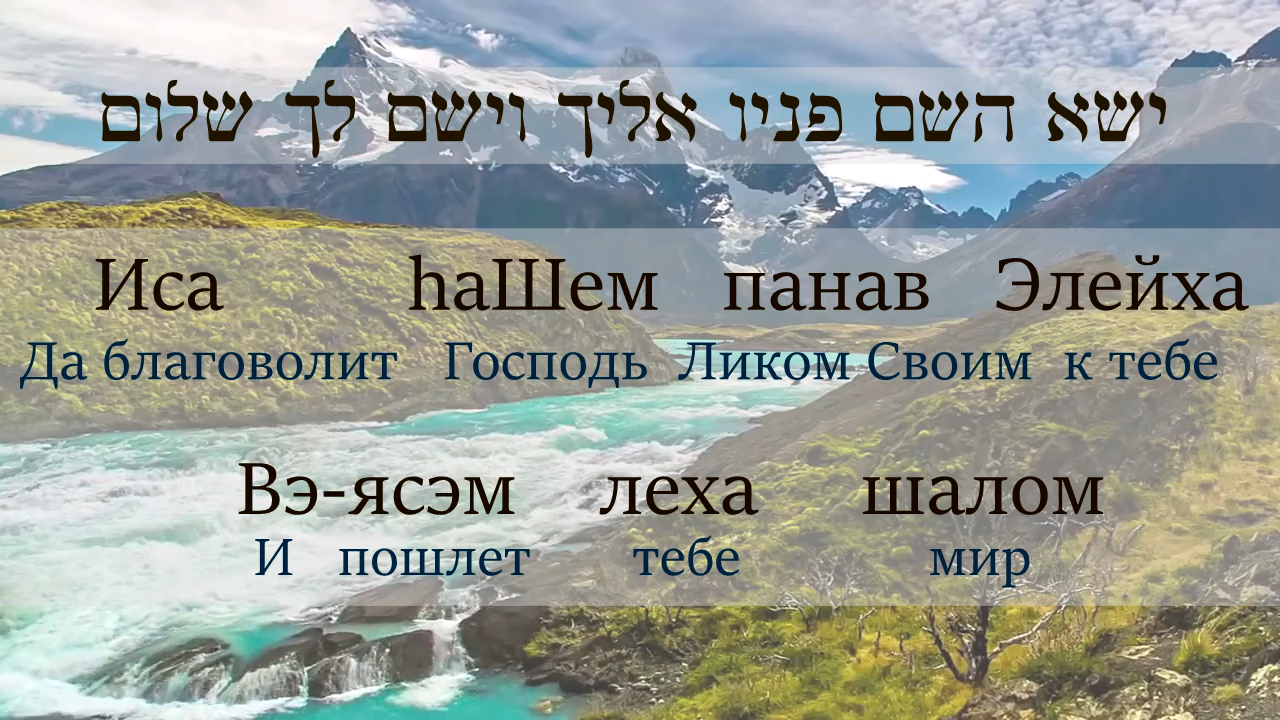 ישא השם פניו אליך וישם לך שלום
Иса hаШем панав Элейха
Да благоволит Господь Ликом Своим к тебе
Вэ-ясэм леха шалом
И пошлет тебе мир